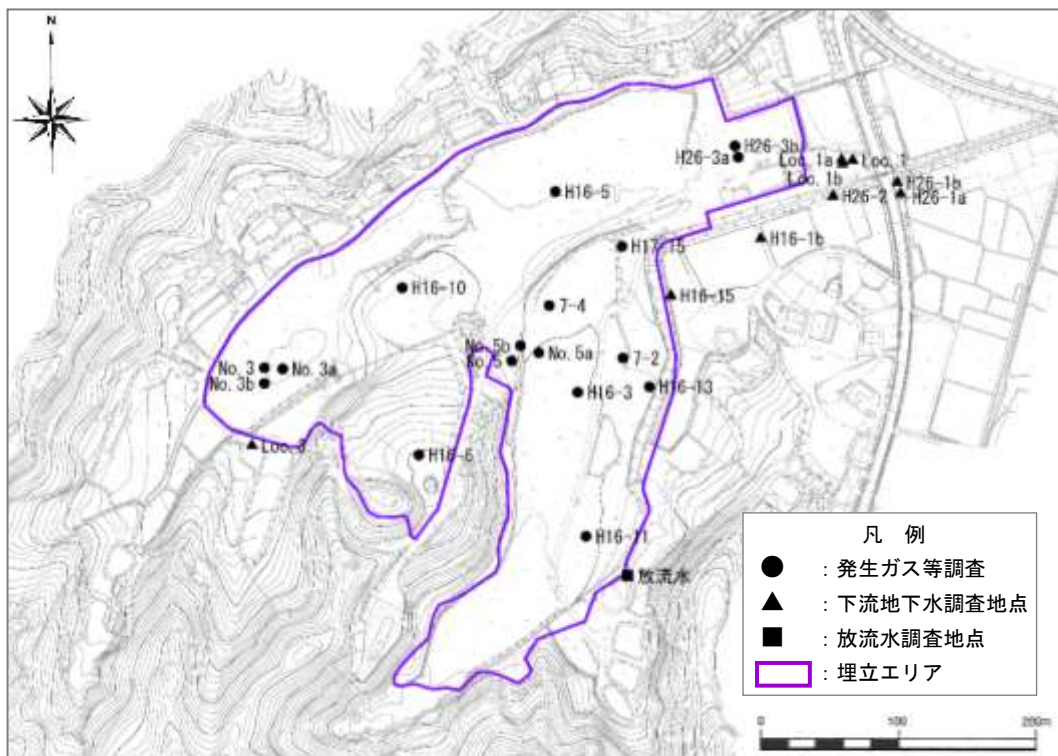 N
H26-3b
H26-3a
Loc. 1a
Loc. 1
Loc. 1b
H26-1b
H26-1a
H26-2
H16-5
H16-1b
H17-15
H16-15
H16-10
7-4
No. 5b
No. 5
No. 5a
7-2
No. 3
No. 3a
No. 3b
H16-3
H16-13
Loc. 3
H16-6
H16-11
放流水
凡 例
● : 発生ガス等調査
▲ : 下流地下水調査地点
■ : 放流水調査地点
: 埋立エリア
0 100 200m